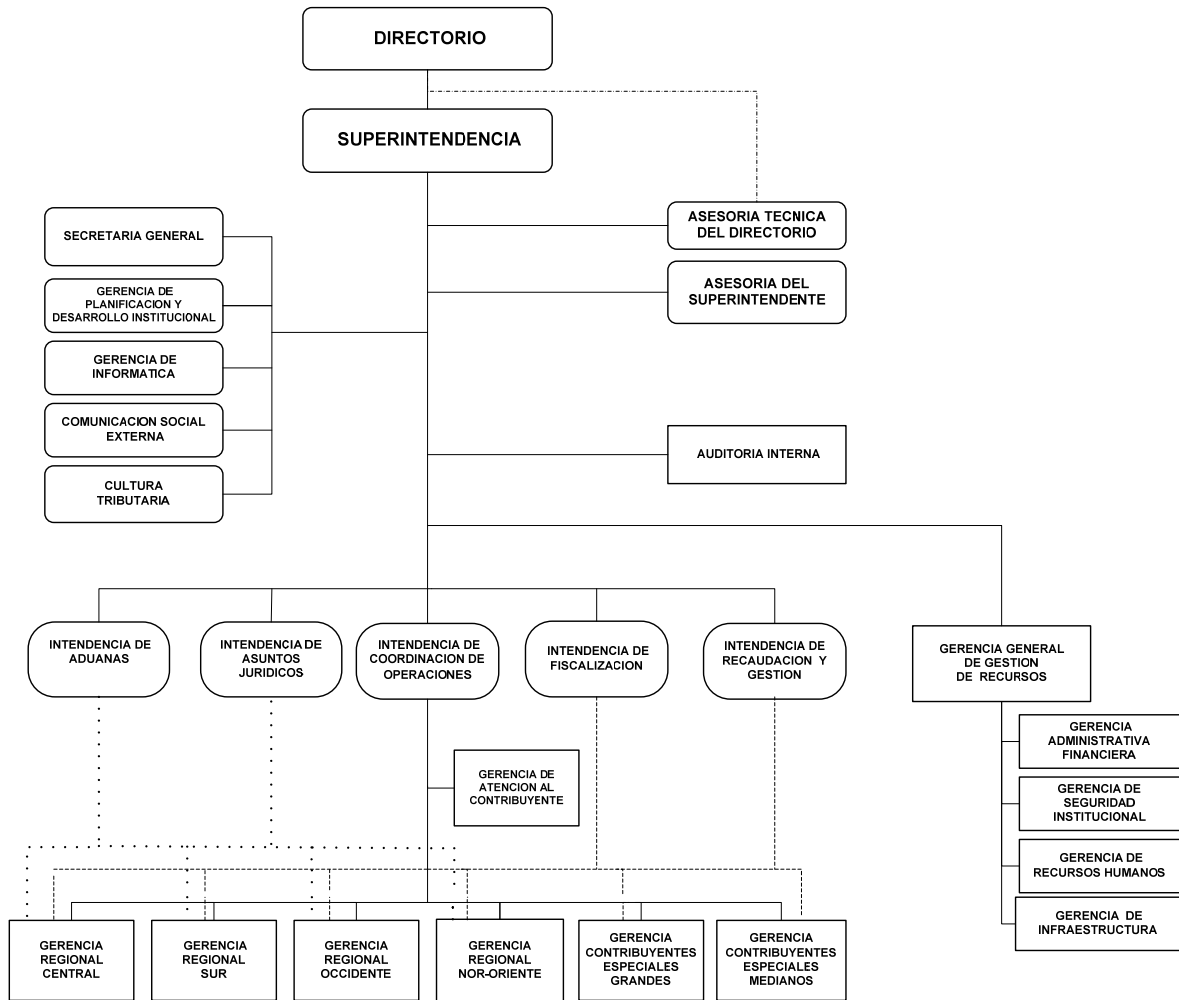 DIRECTORIO
SUPERINTENDENCIA
ASESORIA TECNICA
DEL DIRECTORIO
ASESORIA DEL
SUPERINTENDENTE
SECRETARIA GENERAL
GERENCIA DE
PLANIFICACION Y
DESARROLLO INSTITUCIONAL
GERENCIA DE
INFORMATICA
COMUNICACION SOCIAL
EXTERNA
CULTURA
TRIBUTARIA
AUDITORIA INTERNA
INTENDENCIA DE
ADUANAS
INTENDENCIA DE
ASUNTOS
JURIDICOS
INTENDENCIA DE
COORDINACION DE
OPERACIONES
INTENDENCIA DE
FISCALIZACION
INTENDENCIA DE
RECAUDACION Y
GESTION
GERENCIA GENERAL
DE GESTION
DE RECURSOS
GERENCIA
ADMINISTRATIVA
FINANCIERA
GERENCIA DE
SEGURIDAD
INSTITUCIONAL
GERENCIA DE
RECURSOS HUMANOS
GERENCIA DE
INFRAESTRUCTURA
GERENCIA DE
ATENCION AL
CONTRIBUYENTE
GERENCIA
REGIONAL
CENTRAL
GERENCIA
REGIONAL
SUR
GERENCIA
REGIONAL
OCCIDENTE
GERENCIA
REGIONAL
NOR-ORIENTE
GERENCIA
CONTRIBUYENTES
ESPECIALES
GRANDES
GERENCIA
CONTRIBUYENTES
ESPECIALES
MEDIANOS